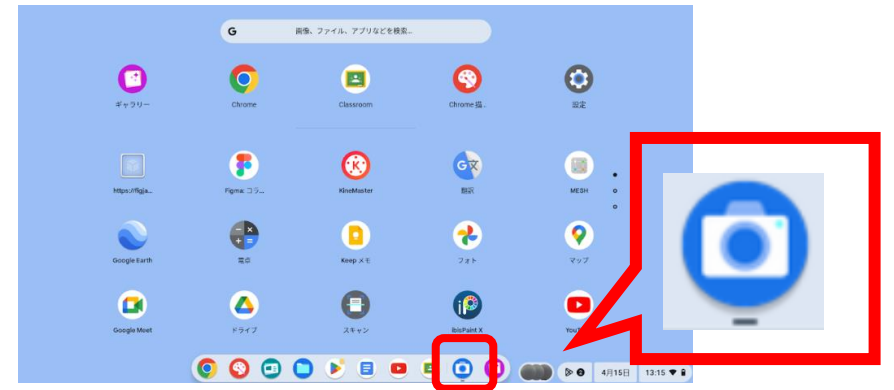 画像、ファイル、アプリなどを検索...
ギャラリー
Chrome
Classroom
Chrome 描...
設定
https://figja...
Figma: コラ...
KineMaster
翻訳
MESH
Google Earth
電卓
Keep メモ
フォト
マップ
Google Meet
ドライブ
スキャン
ibisPaint X
4月15日
13:15